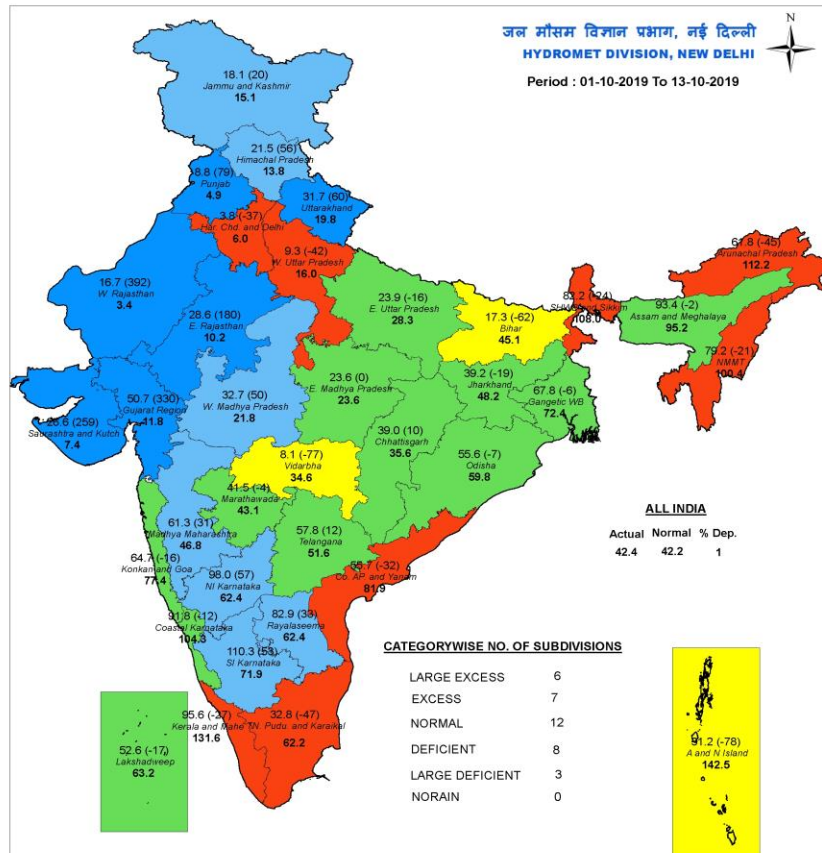 जल मौसम विज्ञान प्रभाग, नई दिल्ली
HYDROMET DIVISION, NEW DELHI
N
Period : 01-10-2019 To 13-10-2019
18.1 (20)
Jammu and Kashmir
15.1
21.5 (56)
Himachal Pradesh
13.8
8.8 (79)
Punjab
4.9
31.7 (60)
Uttarakhand
19.8
3.8 (-37)
Har. Chd. and Delhi
6.0
9.3 (-42)
W. Uttar Pradesh
16.0
16.7 (392)
W. Rajasthan
3.4
28.6 (180)
E. Rajasthan
10.2
23.9 (-16)
E. Uttar Pradesh
28.3
17.3 (-62)
Bihar
45.1
82.2 (-24)
SHWB and Sikkim
108.0
61.8 (-45)
Arunachal Pradesh
112.2
93.4 (-2)
Assam and Meghalaya
95.2
79.2 (-21)
NMMT
100.4
26.6 (259)
Saurashtra and Kutch
7.4
50.7 (330)
Gujarat Region
11.8
32.7 (50)
W. Madhya Pradesh
21.8
23.6 (0)
E. Madhya Pradesh
23.6
39.2 (-19)
Jharkhand
48.2
67.8 (-6)
Gangetic WB
72.4
39.0 (10)
Chhattisgarh
35.6
55.6 (-7)
Odisha
59.8
8.1 (-77)
Vidarbha
34.6
41.5 (-4)
Marathawada
43.1
61.3 (31)
Madhya Maharashtra
46.8
64.7 (-16)
Konkan and Goa
77.4
57.8 (12)
Telangana
51.6
55.7 (-32)
Co. AP and Yanam
81.9
98.0 (57)
NI Karnataka
62.4
91.8 (-12)
Coastal Karnataka
104.3
82.9 (33)
Rayalaseema
62.4
110.3 (53)
SI Karnataka
71.9
95.6 (-27)
Kerala and Mahe
131.6
32.8 (-47)
TN. Pudu. and Karaikal
62.2
52.6 (-17)
Lakshadweep
63.2
31.2 (-78)
A and N Island
142.5
ALL INDIA
Actual Normal % Dep.
42.4 42.2 1
CATEGORYWISE NO. OF SUBDIVISIONS
LARGE EXCESS 6
EXCESS 7
NORMAL 12
DEFICIENT 8
LARGE DEFICIENT 3
NORAIN 0